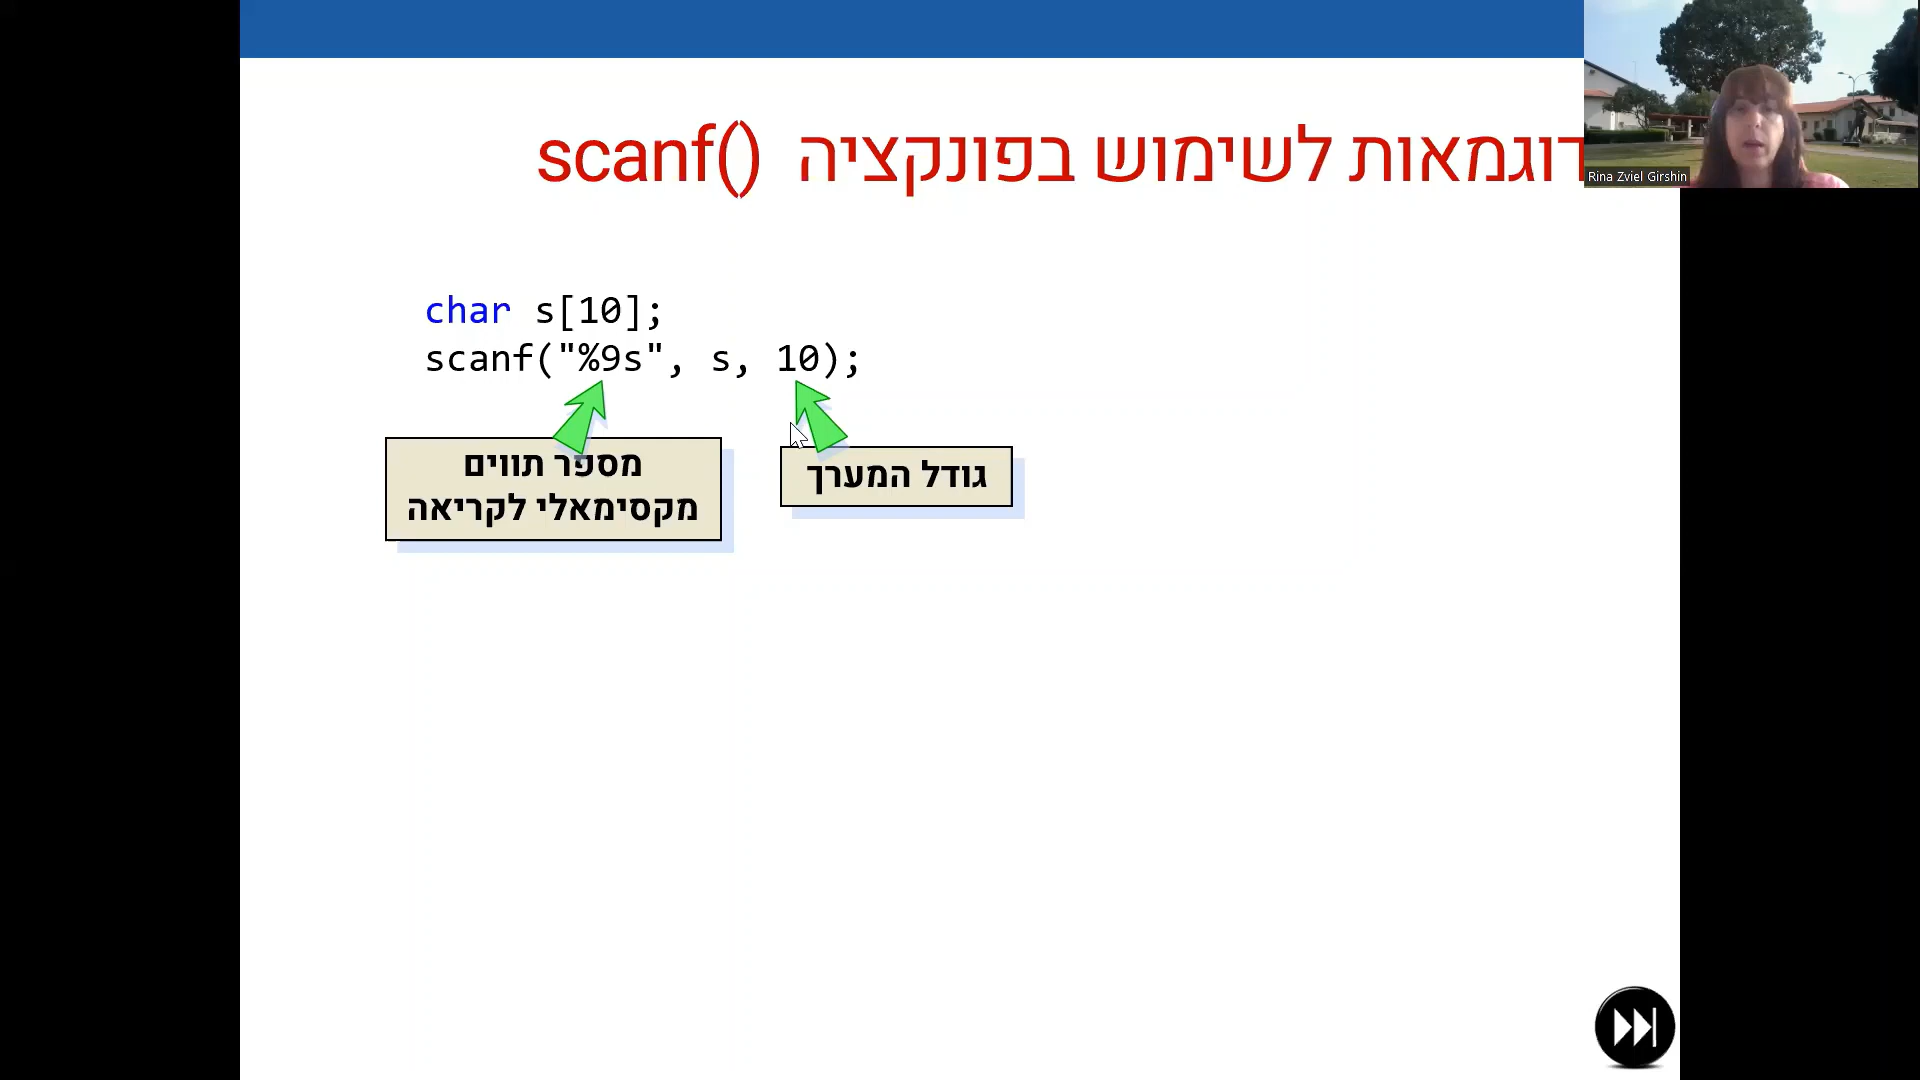 דוגמאות לשימוש בפונקציה scanf()
Rina Zviel Girshin
char s[10];
scanf("%9s", s, 10);
מספר תווים
מקסימאלי לקריאה
גודל המערך